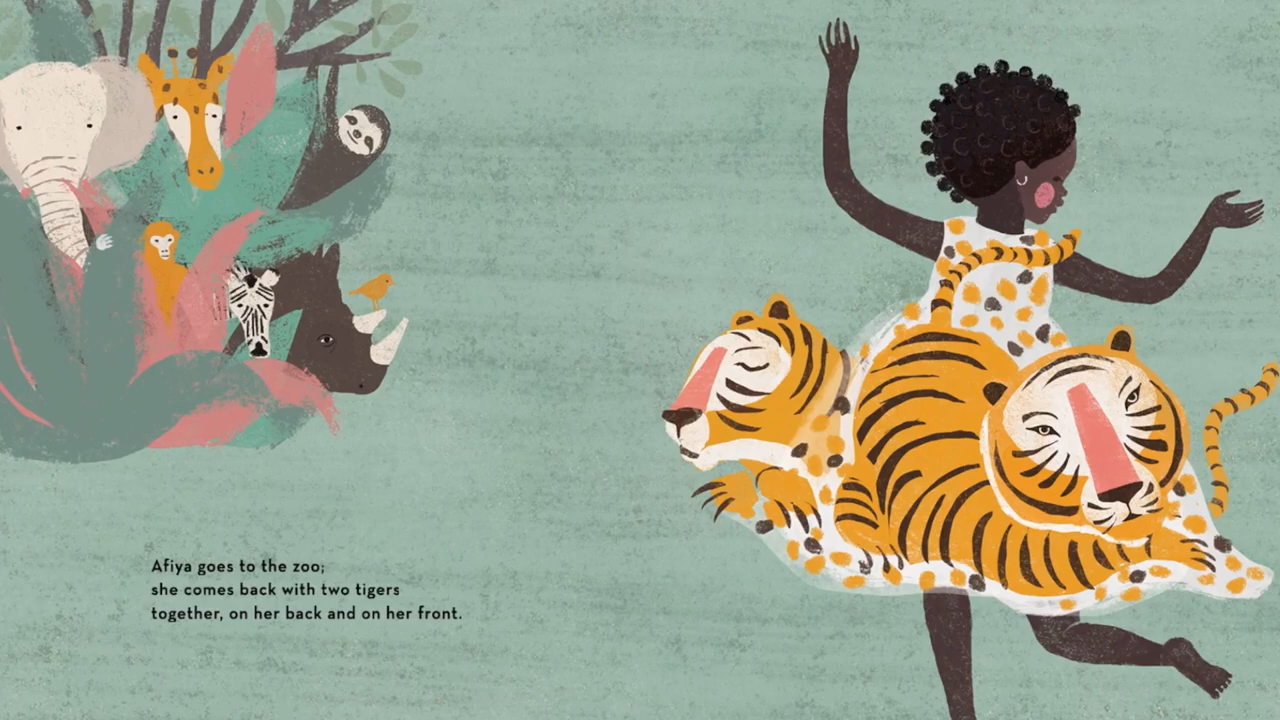 Afiya goes to the zoo;
she comes back with two tigers
together, on her back and on her front.